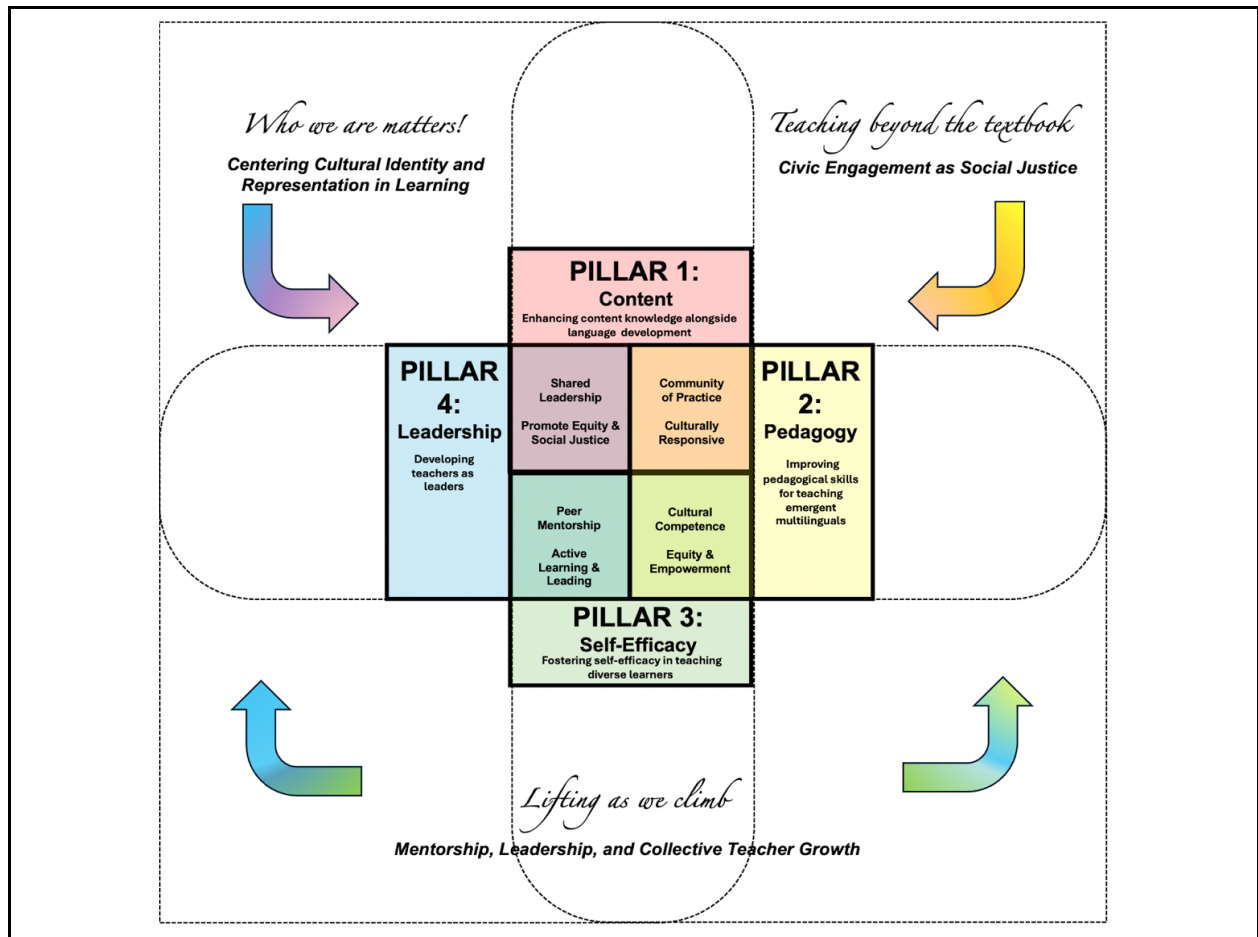 Who we are matters!
Centering Cultural Identity and
Representation in Learning
Teaching beyond the textbook
Civic Engagement as Social Justice
PILLAR 1:
Content
Enhancing content knowledge alongside
language development
PILLAR
4:
Leadership
Developing
teachers as
leaders
Shared
Leadership
Promote Equity &
Social Justice
Community
of Practice
Culturally
Responsive
PILLAR
2:
Pedagogy
Improving
pedagogical skills
for teaching
emergent
multilinguals
Peer
Mentorship
Active
Learning &
Leading
Cultural
Competence
Equity &
Empowerment
PILLAR 3:
Self-Efficacy
Fostering self-efficacy in teaching
diverse learners
Lifting as we climb
Mentorship, Leadership, and Collective Teacher Growth